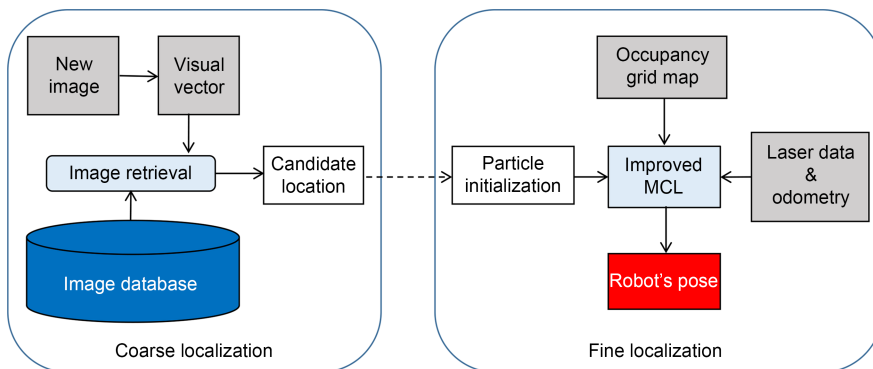 New
image
Visual
vector
Image retrieval
Candidate
location
Image database
Coarse localization
Occupancy
grid map
Particle
initialization
Improved
MCL
Laser data
&
odometry
Robot's pose
Fine localization